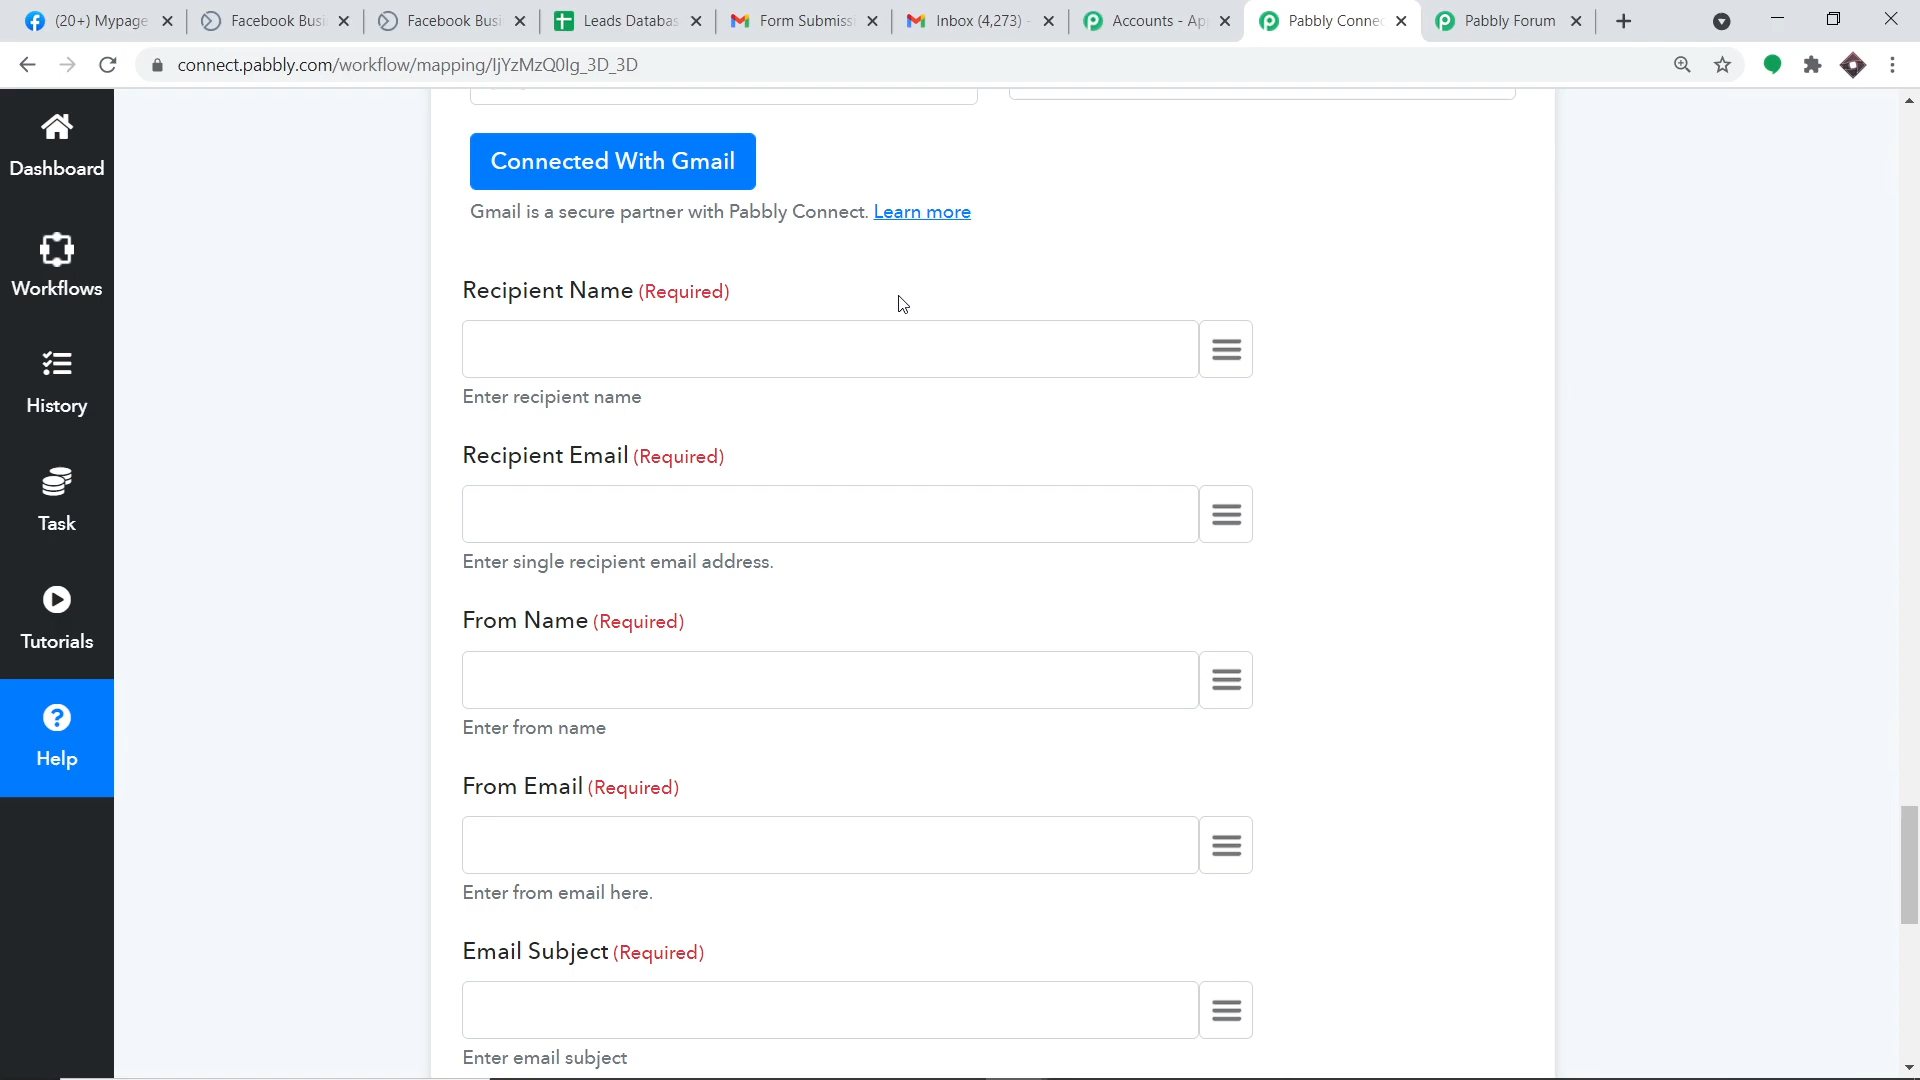 (20+) Mypage
Facebook Busi
Facebook Busi
Leads Databas
Form Submissi
Inbox (4,273) -
Accounts - Ap
Pabbly Connec
Pabbly Forum
connect.pabbly.com/workflow/mapping/IjYzMzQ0Ig_3D_3D
Dashboard
Workflows
History
Task
Tutorials
Help
Connected With Gmail
Gmail is a secure partner with Pabbly Connect. Learn more
Recipient Name (Required)
Enter recipient name
Recipient Email (Required)
Enter single recipient email address.
From Name (Required)
Enter from name
From Email (Required)
Enter from email here.
Email Subject (Required)
Enter email subject